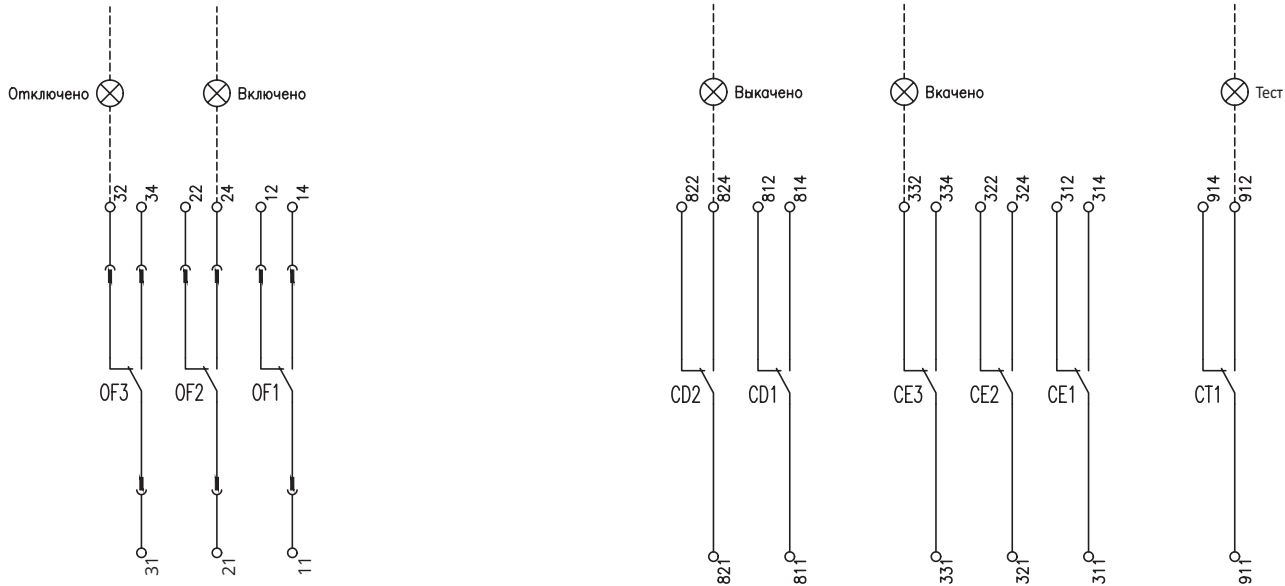 Отключено
Включено
Выкачено
Вкачено
Тест
32 34 22 24 12 14
822 824 812 814
332 334 322 324 312 314
914 912
OF3 OF2 OF1
CD2 CD1
CE3 CE2 CE1
CT1
31 21 11
821 811
331 321 311
911